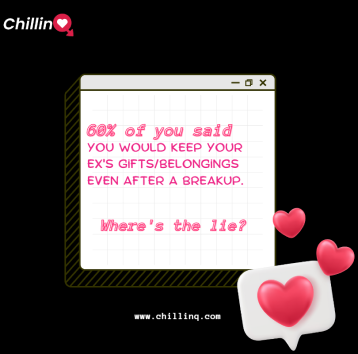 Chillin
60% of you said
YOU WOULD KEEP YOUR
EX'S GIFTS/BELONGINGS
EVEN AFTER A BREAKUP.
Where's the lie?
www.chillinq.com